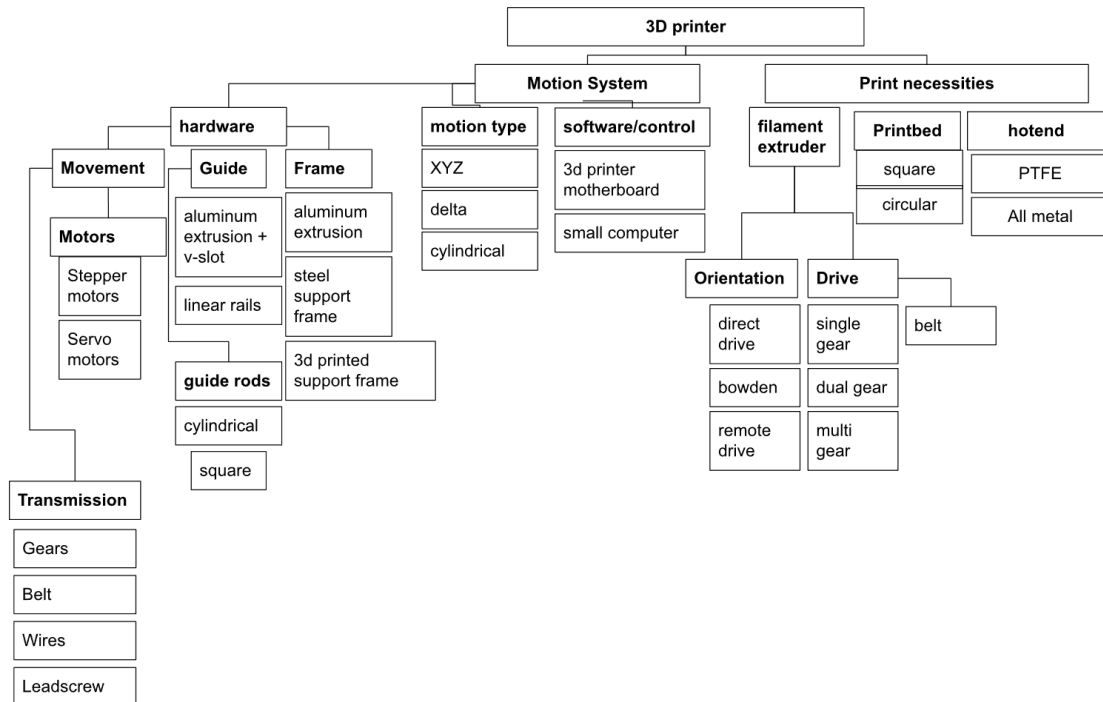 3D printer
Motion System
Print necessities
hardware
motion type
software/control
filament
extruder
Printbed
hotend
Movement
Guide
Frame
XYZ
3d printer
motherboard
square
PTFE
aluminum
extrusion +
v-slot
aluminum
extrusion
delta
circular
All metal
Motors
small computer
cylindrical
Stepper
motors
steel
support
frame
Orientation
Drive
linear rails
direct
drive
single
gear
belt
Servo
motors
3d printed
support frame
guide rods
bowden
dual gear
cylindrical
remote
drive
multi
gear
square
Transmission
Gears
Belt
Wires
Leadscrew